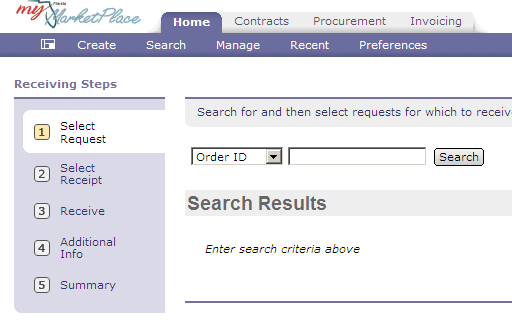 my Florida
MarketPlace
Home Contracts Procurement Invoicing
Create Search Manage Recent Preferences
Receiving Steps
1 Select
Request
2 Select
Receipt
3 Receive
4 Additional
Info
5 Summary
Search for and then select requests for which to receiv
Order ID Search
Search Results
Enter search criteria above